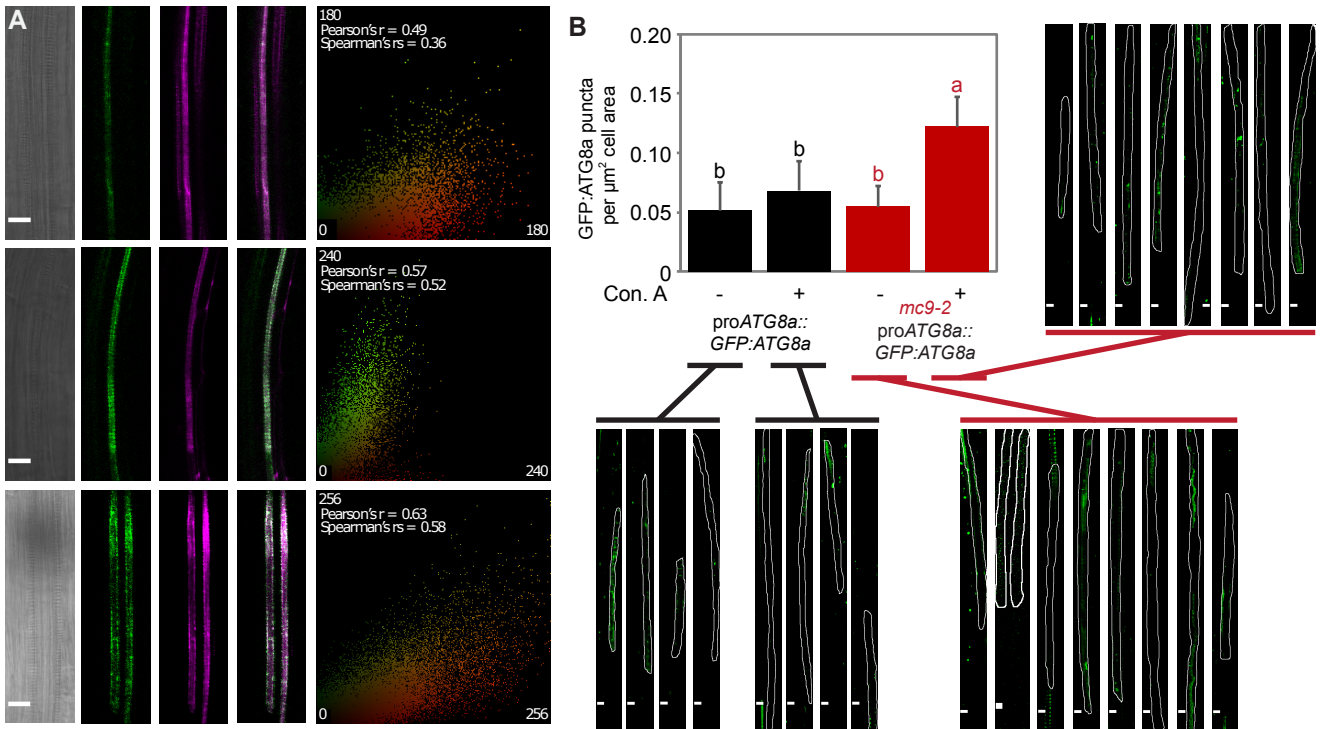 A
180
Pearson's r = 0.49
Spearman's rs = 0.36
0
180
240
Pearson's r = 0.57
Spearman's rs = 0.52
0
240
256
Pearson's r = 0.63
Spearman's rs = 0.58
0
256
B
GFP:ATG8a puncta
per μm² cell area
0.20
0.15
0.10
0.05
0
b
b
b
a
Con. A
-
+
-
+
proATG8a::
GFP:ATG8a
mc9-2
proATG8a::
GFP:ATG8a